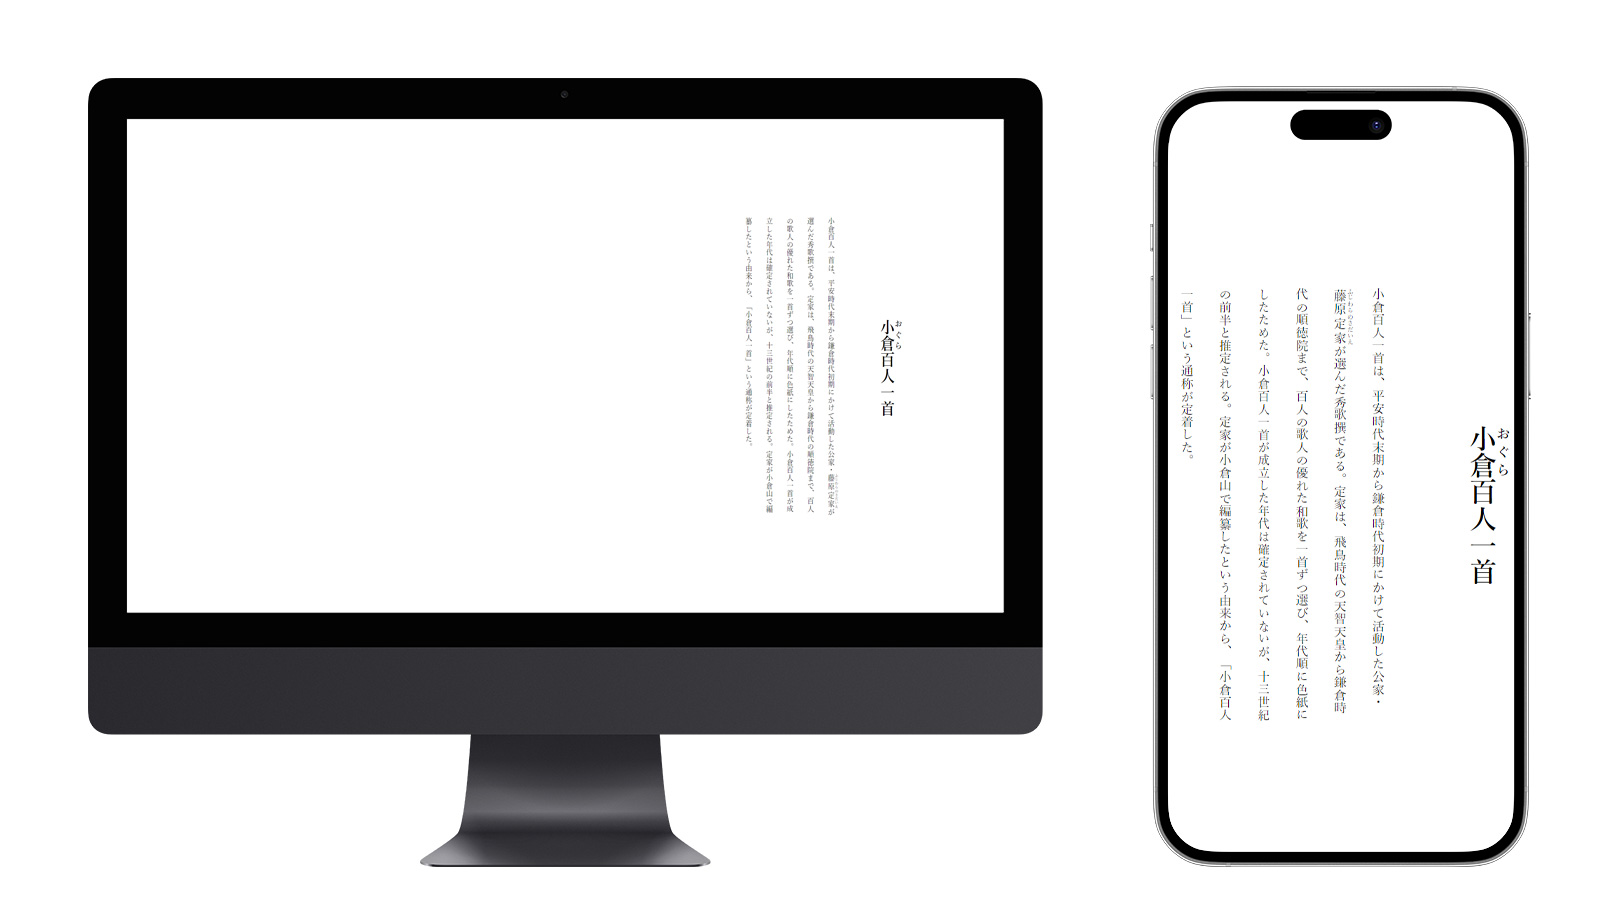 小倉百人一首
おぐら
小倉百人一首は、平安時代末期から鎌倉時代初期にかけて活動した公家・藤原定家が
選んだ秀歌撰である。定家は、飛鳥時代の天智天皇から鎌倉時代の順徳院まで、百人
の歌人の優れた和歌を一首ずつ選び、年代順に色紙にしたためた。小倉百人一首が成
立した年代は確定されていないが、十三世紀の前半と推定される。定家が小倉山で編
纂したという由来から、「小倉百人一首」という通称が定着した。
小倉百人一首
おぐら
小倉百人一首は、平安時代末期から鎌倉時代初期にかけて活動した公家・
藤原定家が選んだ秀歌撰である。定家は、飛鳥時代の天智天皇から鎌倉時
ふじわらのさだいえ
代の順徳院まで、百人の歌人の優れた和歌を一首ずつ選び、年代順に色紙に
したためた。小倉百人一首が成立した年代は確定されていないが、十三世紀
の前半と推定される。定家が小倉山で編纂したという由来から、「小倉百人
一首」という通称が定着した。